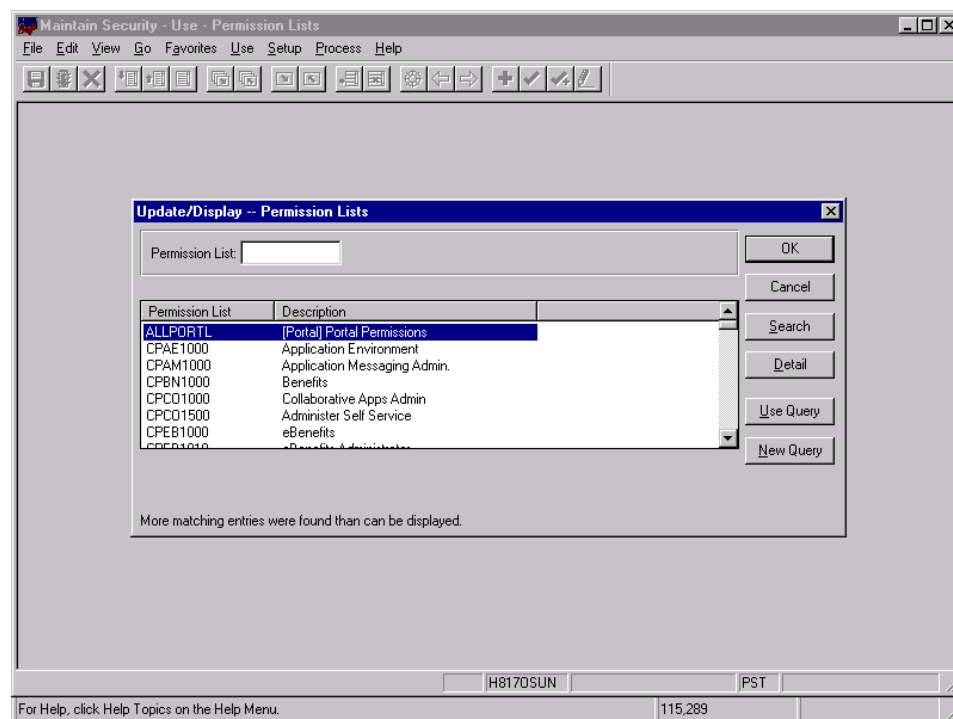 Maintain Security - Use - Permission Lists
File Edit View Go Favorites Use Setup Process Help
Update/Display -- Permission Lists
Permission List:
OK
Cancel
Search
Detail
Use Query
New Query
Permission List Description
ALLPORTL [Portal] Portal Permissions
CPAE1000 Application Environment
CPAM1000 Application Messaging Admin.
CPBN1000 Benefits
CPCO1000 Collaborative Apps Admin
CPCO1500 Administer Self Service
CPEB1000 eBenefits
CPEB1010 eBenefits Administrator
More matching entries were found than can be displayed.
H817OSUN PST
For Help, click Help Topics on the Help Menu. 115,289